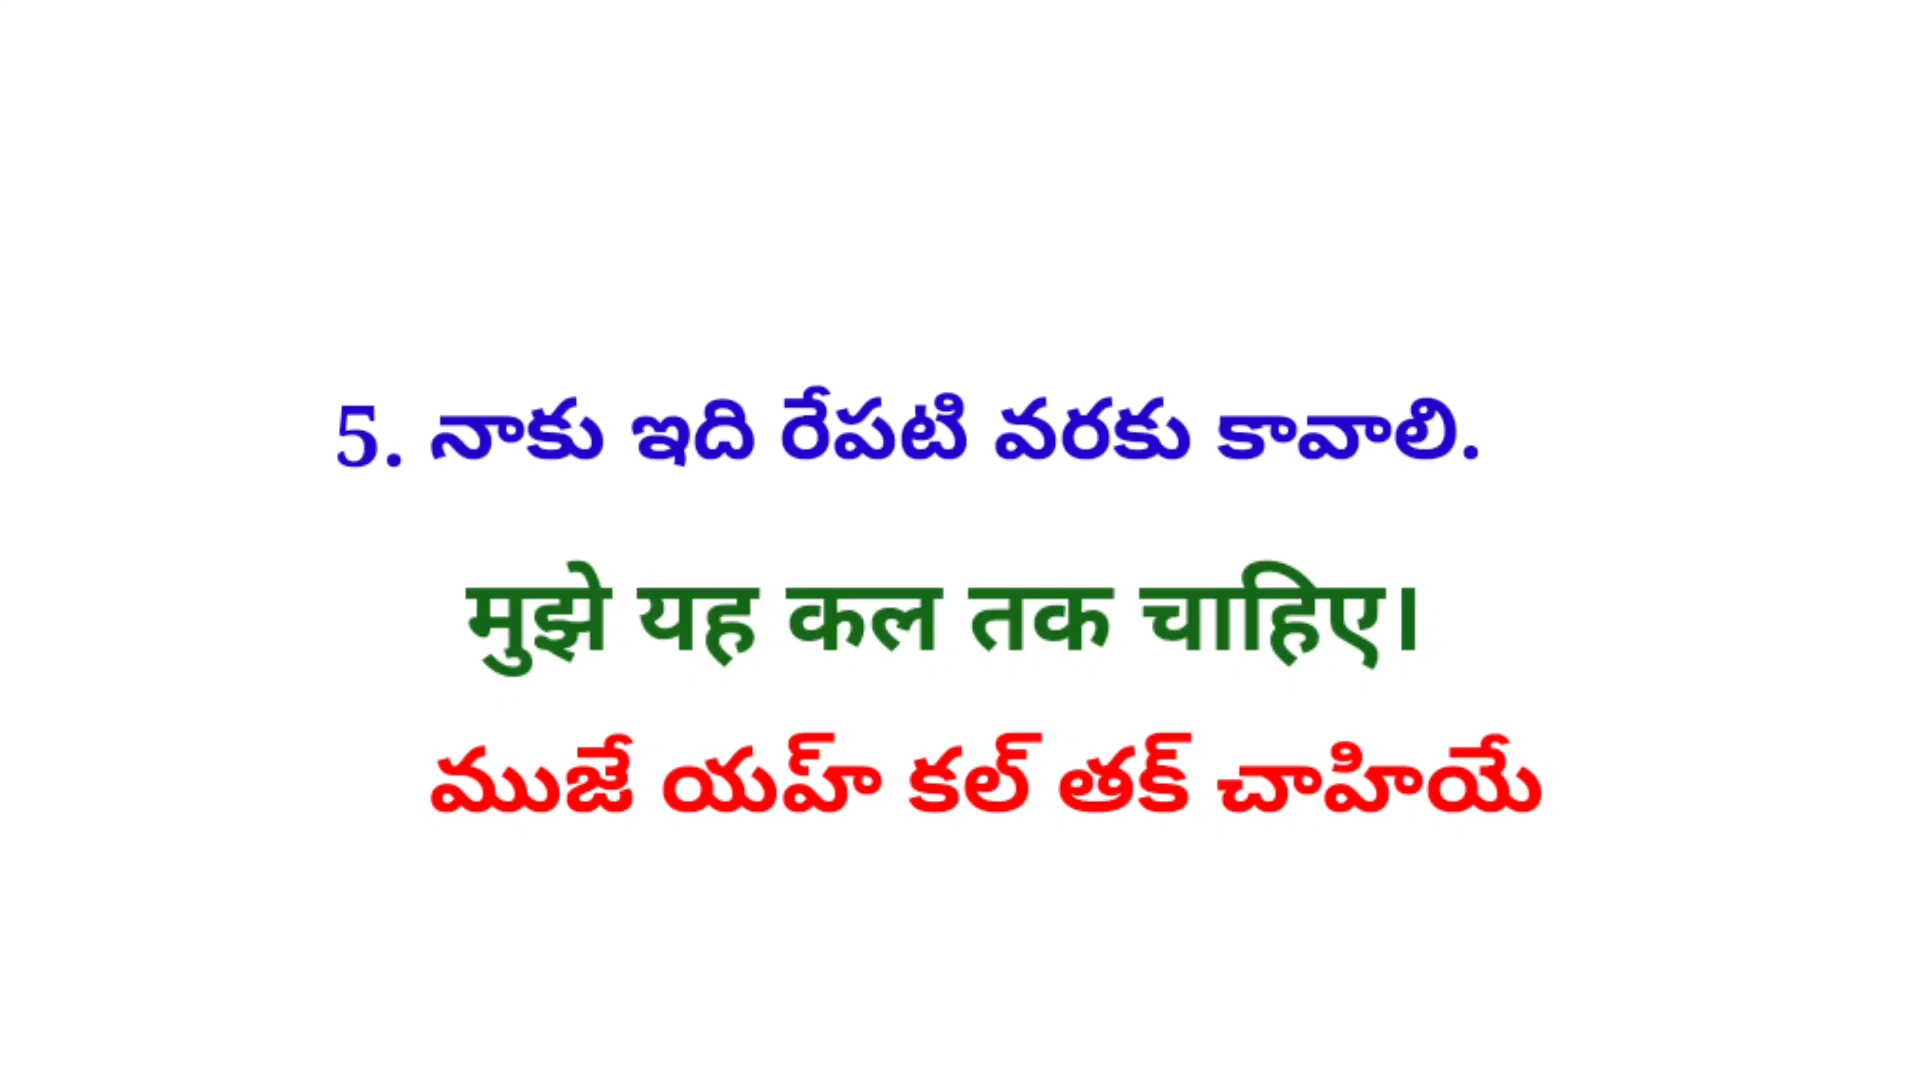 5. నాకు ఇది రేపటి వరకు కావాలి.
मुझे यह कल तक चाहिए।
ముజే యహ్ కల్ తక్ చాహియే